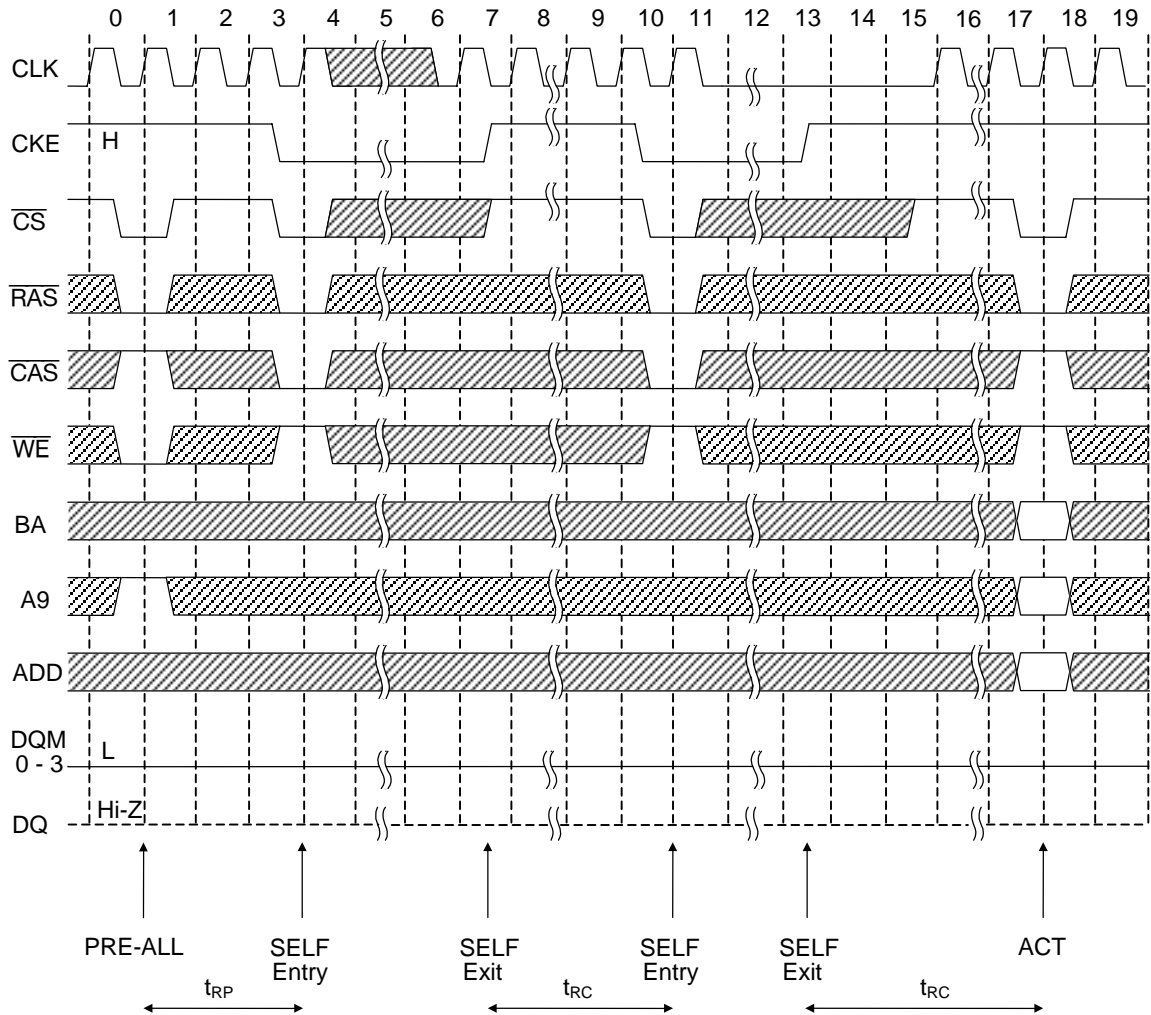 0 1 2 3 4 5 6 7 8 9 10 11 12 13 14 15 16 17 18 19
CLK
CKE H
CS
RAS
CAS
WE
BA
A9
ADD
DQM
0 - 3 L
Hi-Z
DQ
PRE-ALL SELF SELF SELF SELF ACT
Entry Exit Entry Exit
tRP tRC tRC